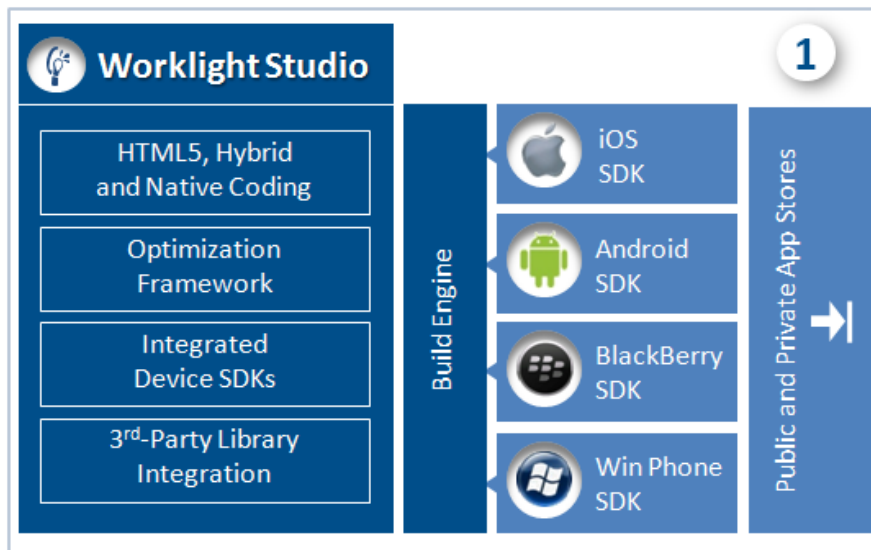 Worklight Studio
1
HTML5, Hybrid
and Native Coding
Optimization
Framework
Integrated
Device SDKs
3rd-Party Library
Integration
Build Engine
iOS
SDK
Android
SDK
BlackBerry
SDK
Win Phone
SDK
Public and Private App Stores